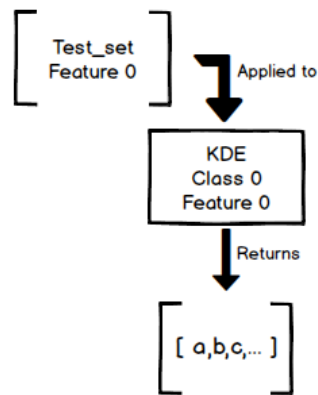 Test_set
Feature 0
Applied to
KDE
Class 0
Feature 0
Returns
[ a,b,c,... ]